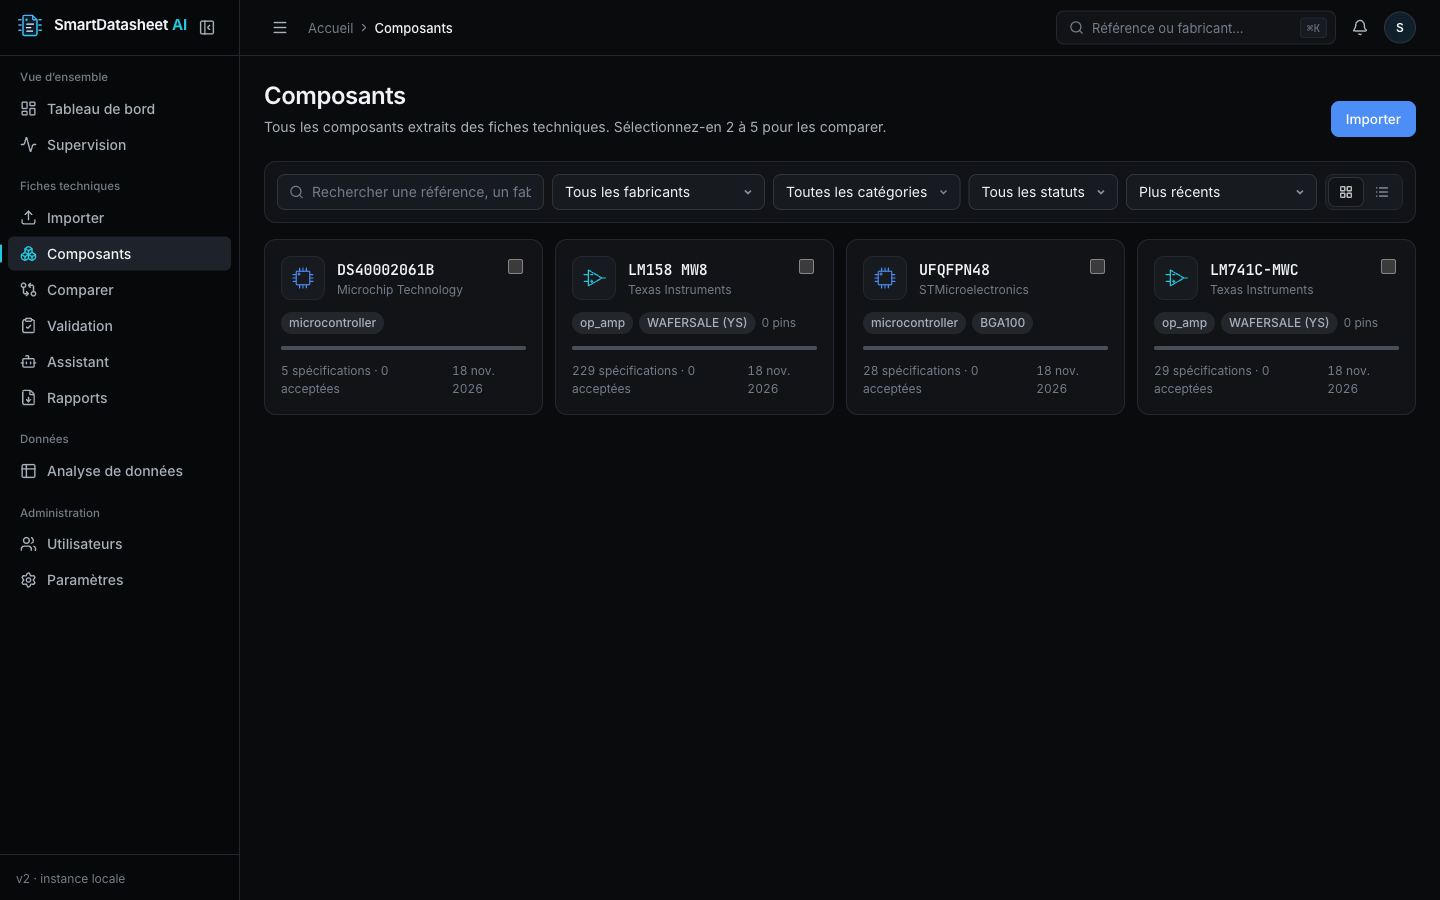 SmartDatasheet AI
Accueil > Composants
Référence ou fabricant...
⌘K
S
Vue d'ensemble
Tableau de bord
Supervision
Fiches techniques
Importer
Composants
Comparer
Validation
Assistant
Rapports
Données
Analyse de données
Administration
Utilisateurs
Paramètres
v2 · instance locale
Composants
Tous les composants extraits des fiches techniques. Sélectionnez-en 2 à 5 pour les comparer.
Importer
Rechercher une référence, un fab
Tous les fabricants
Toutes les catégories
Tous les statuts
Plus récents
DS40002061B
Microchip Technology
microcontroller
5 spécifications · 0
acceptées
18 nov.
2026
LM158 MW8
Texas Instruments
op_amp
WAFERSALE (YS)
0 pins
229 spécifications · 0
acceptées
18 nov.
2026
UFQFPN48
STMicroelectronics
microcontroller
BGA100
28 spécifications · 0
acceptées
18 nov.
2026
LM741C-MWC
Texas Instruments
op_amp
WAFERSALE (YS)
0 pins
29 spécifications · 0
acceptées
18 nov.
2026